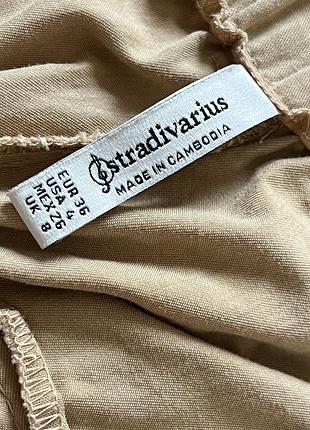 stradivarius
MADE IN CAMBODIA
EUR 36
USA 4
MEX 26
UK 8